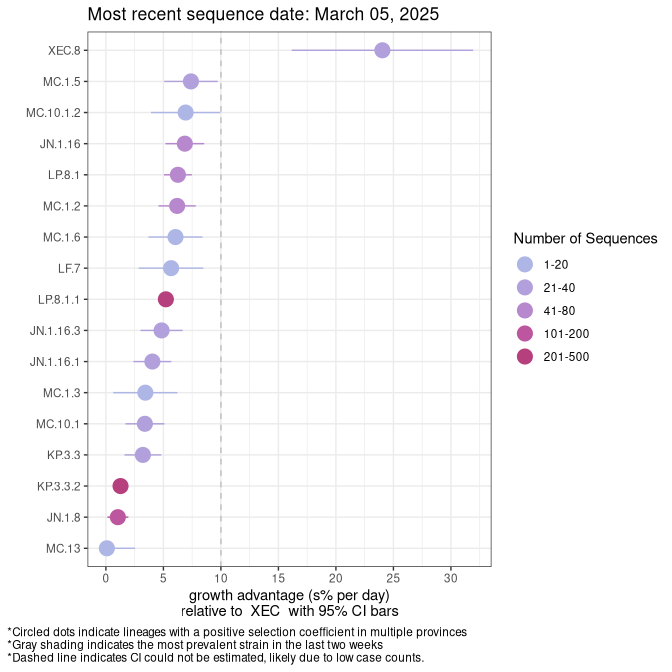 Most recent sequence date: March 05, 2025
XEC.8
MC.1.5
MC.10.1.2
JN.1.16
LP.8.1
MC.1.2
MC.1.6
LF.7
LP.8.1.1
JN.1.16.3
JN.1.16.1
MC.1.3
MC.10.1
KP.3.3
KP.3.3.2
JN.1.8
MC.13
0 5 10 15 20 25 30
growth advantage (s% per day)
relative to XEC with 95% CI bars
Number of Sequences
1-20
21-40
41-80
101-200
201-500
*Circled dots indicate lineages with a positive selection coefficient in multiple provinces
*Gray shading indicates the most prevalent strain in the last two weeks
*Dashed line indicates CI could not be estimated, likely due to low case counts.